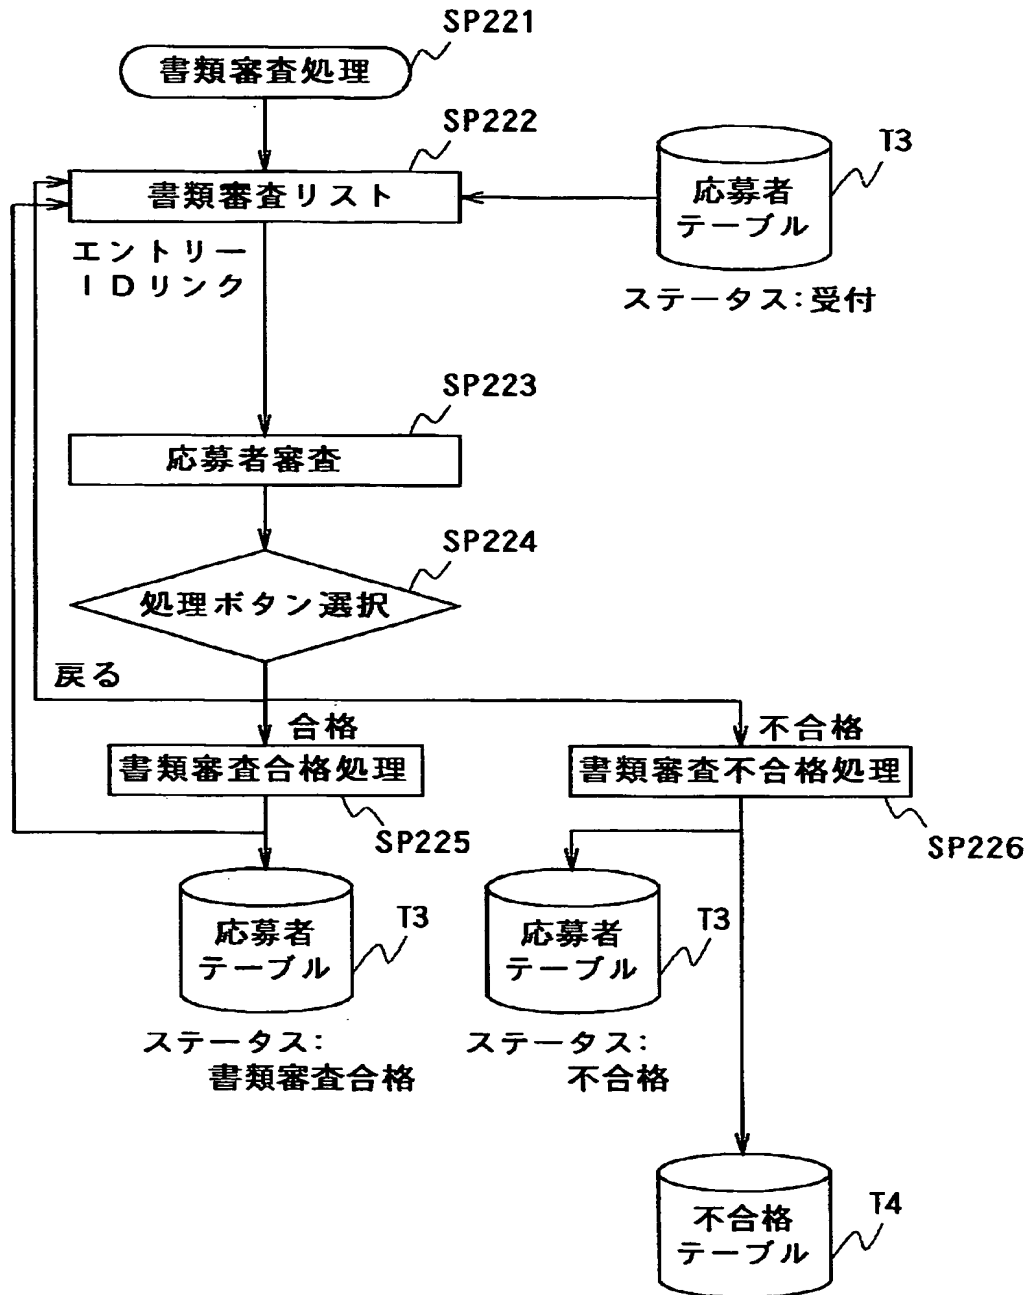 SP221
書類審査処理
SP222
書類審査リスト
T3
応募者
テーブル
ステータス:受付
エントリー
IDリンク
SP223
応募者審査
SP224
処理ボタン選択
戻る
合格
不合格
書類審査合格処理
書類審査不合格処理
SP225
SP226
応募者
テーブル
T3
応募者
テーブル
T3
ステータス:
書類審査合格
ステータス:
不合格
不合格
テーブル
T4